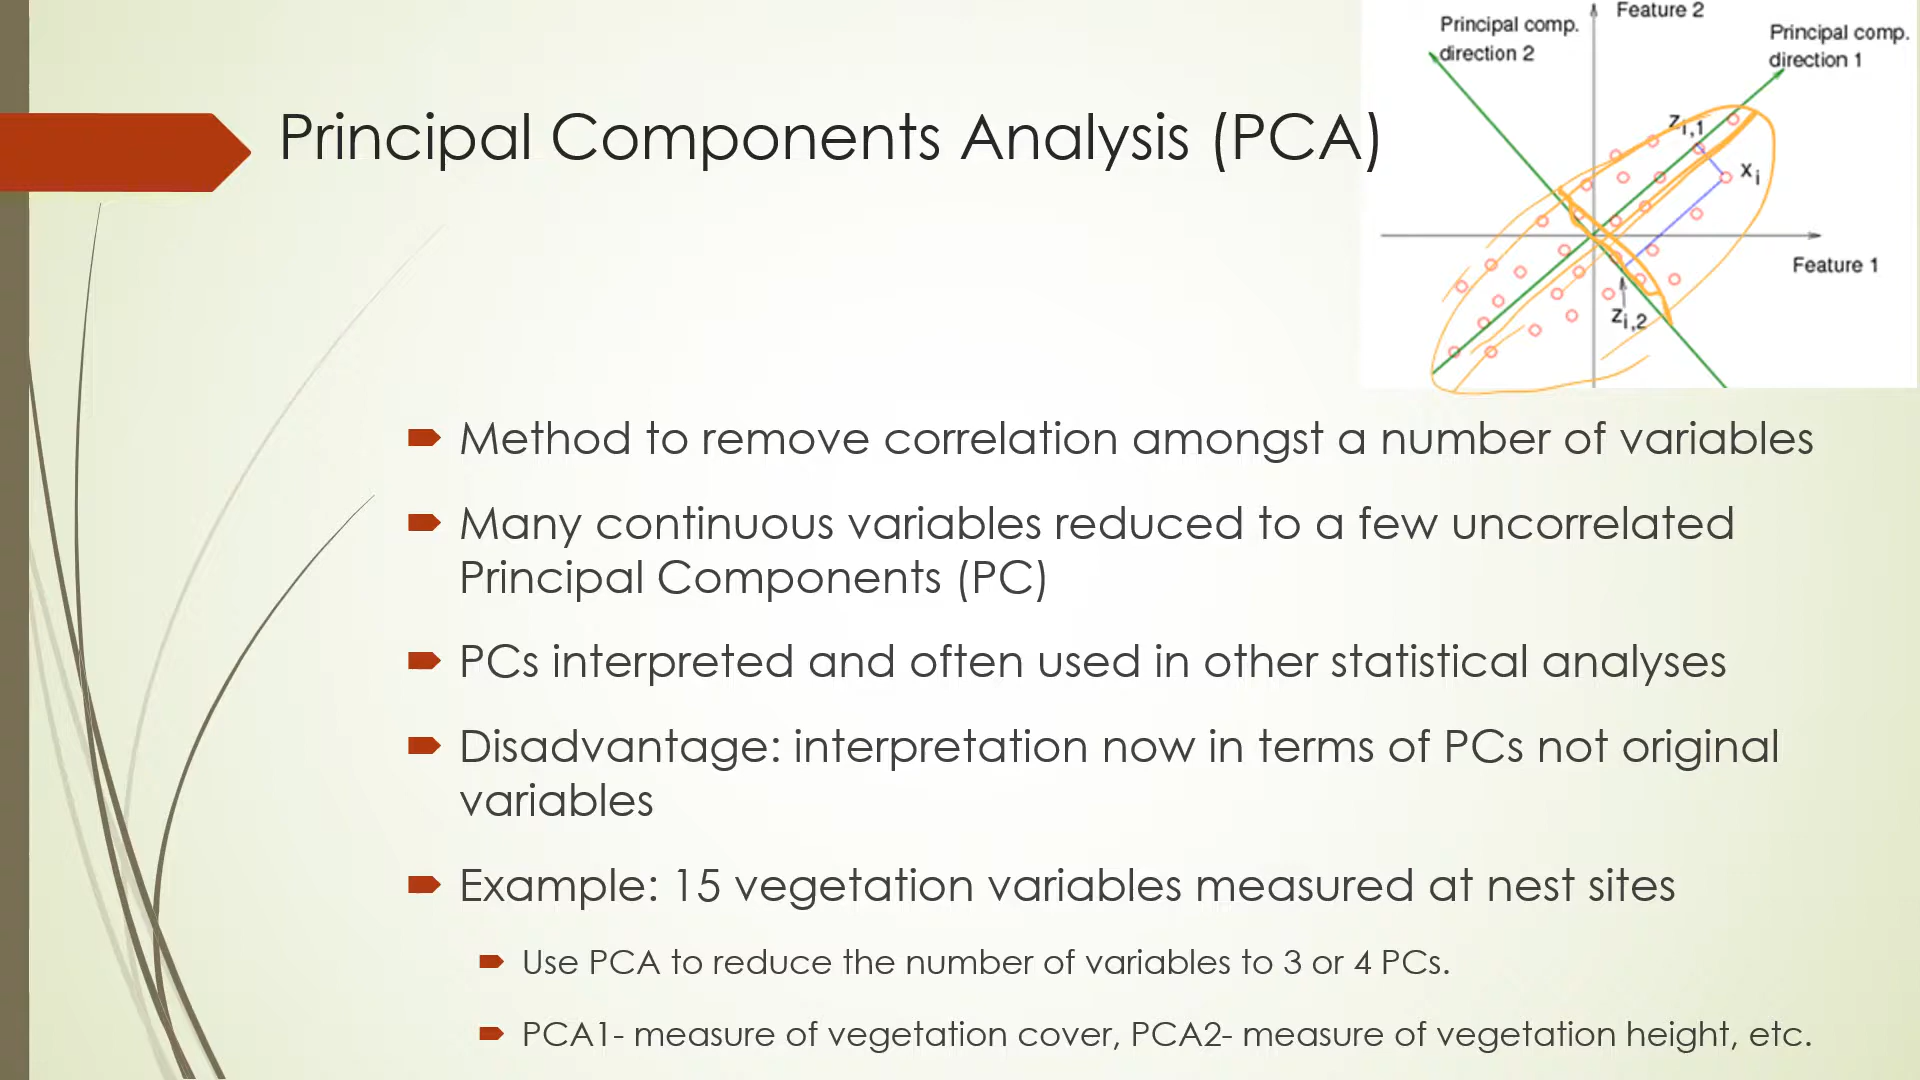 Principal Components Analysis (PCA)
Feature 2
Principal comp.
direction 2
Principal comp.
direction 1
zi,1
xi
Feature 1
zi,2
Method to remove correlation amongst a number of variables
Many continuous variables reduced to a few uncorrelated
Principal Components (PC)
PCs interpreted and often used in other statistical analyses
Disadvantage: interpretation now in terms of PCs not original
variables
Example: 15 vegetation variables measured at nest sites
Use PCA to reduce the number of variables to 3 or 4 PCs.
PCA1- measure of vegetation cover, PCA2- measure of vegetation height, etc.